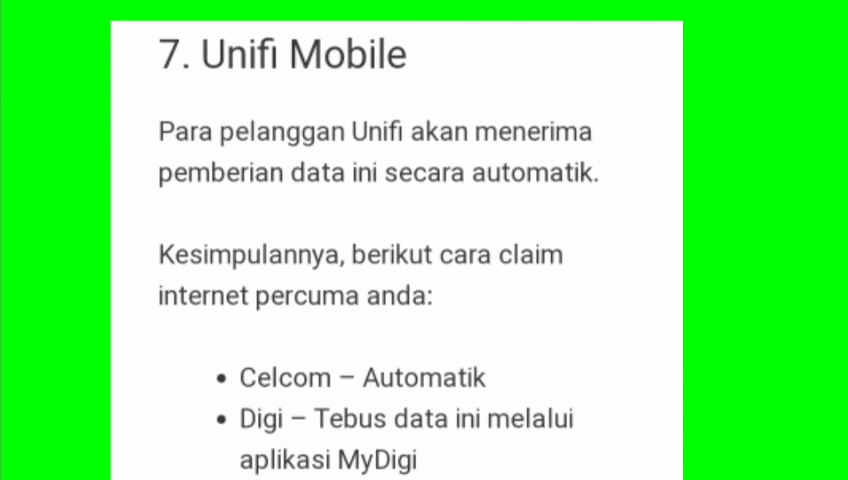 7. Unifi Mobile
Para pelanggan Unifi akan menerima
pemberian data ini secara automatik.
Kesimpulannya, berikut cara claim
internet percuma anda:
• Celcom – Automatik
• Digi – Tebus data ini melalui
aplikasi MyDigi